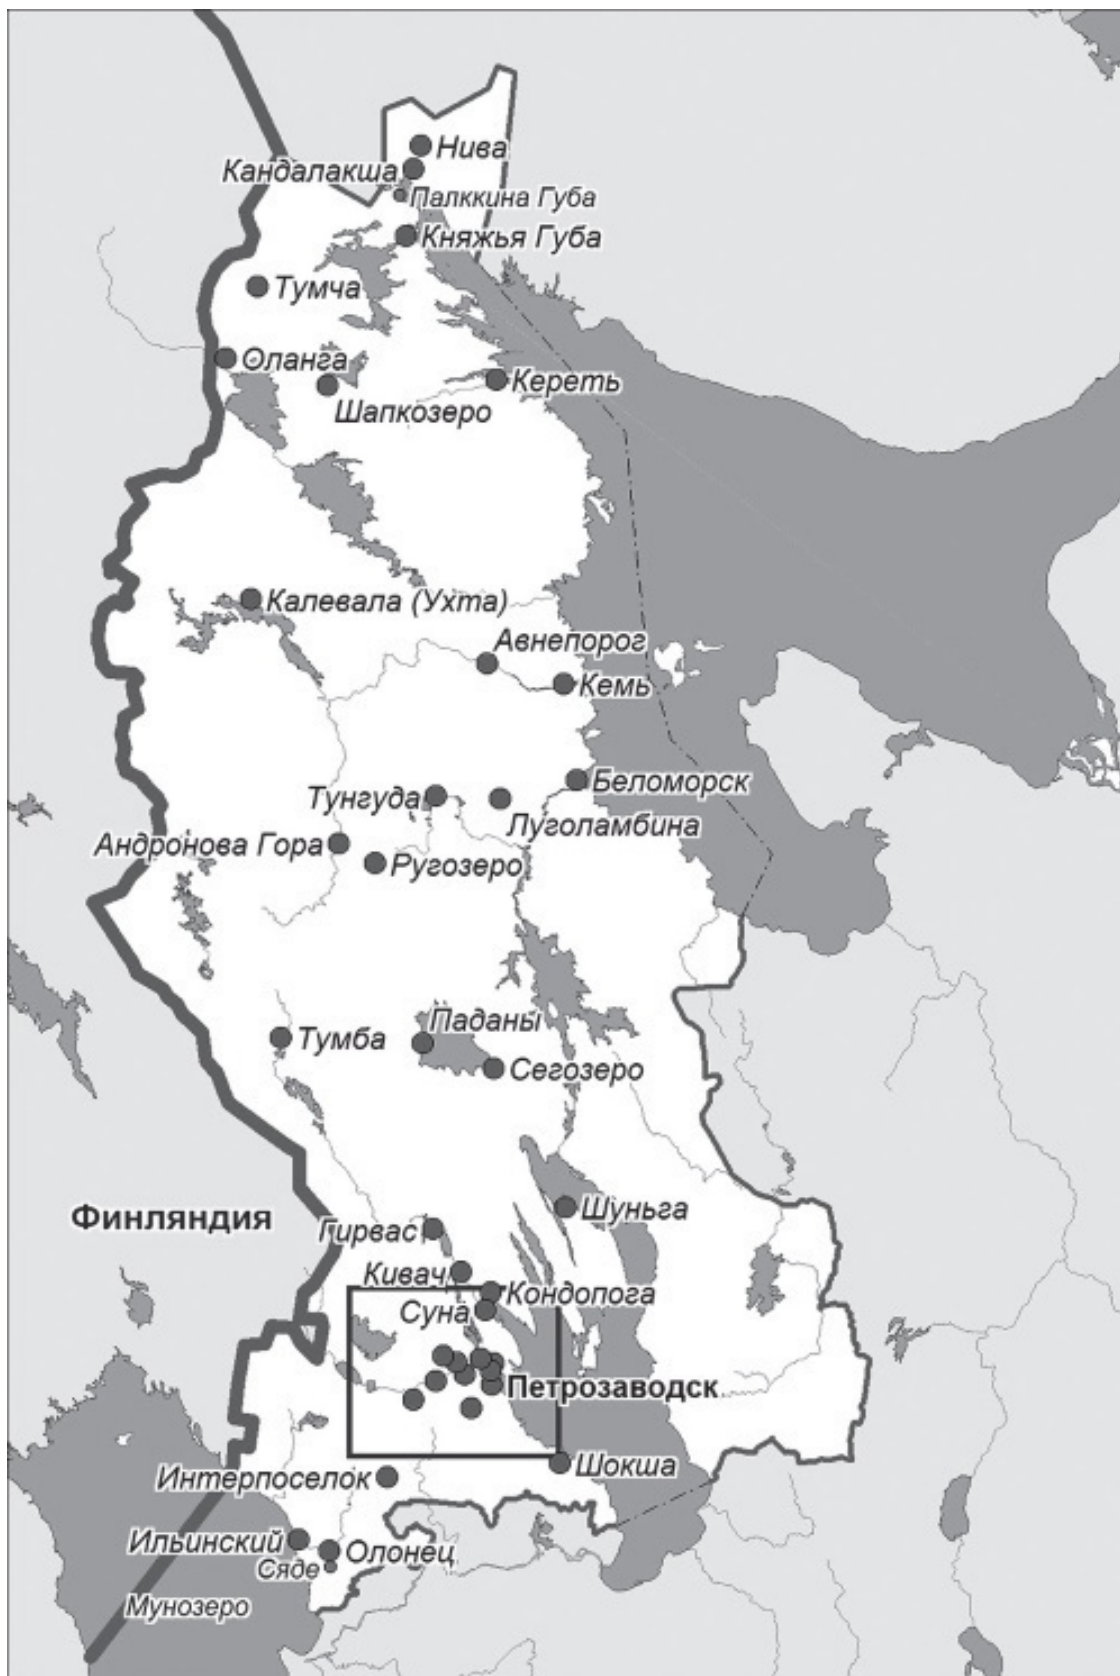 Нива
Кандалакша
Палккина Губа
Княжья Губа
Тумча
Оланга
Кереть
Шапкозеро
Калевала (Ухта)
Авнепорог
Кемь
Беломорск
Тунгуда
Луголамбина
Андронова Гора
Ругозеро
Паданы
Тумба
Сегозеро
Шуньга
Финляндия
Гирвас
Кивач
Кондопога
Суна
Петрозаводск
Шокша
Интерпоселок
Ильинский
Олонец
Сяде
Мунозеро